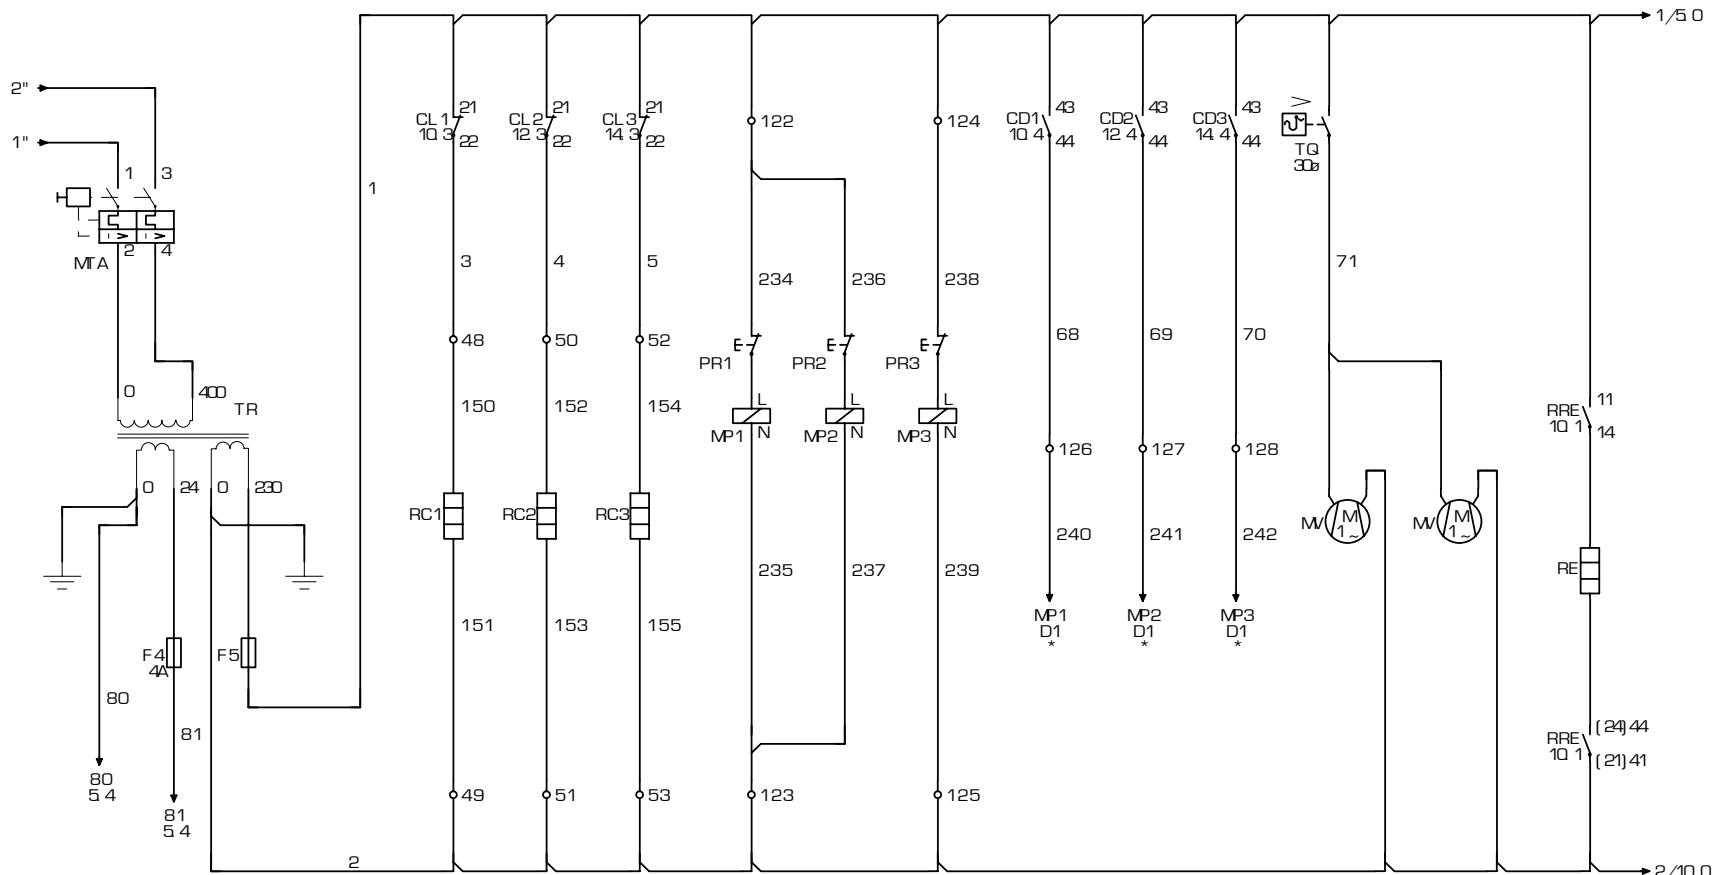 1/5.0
2"
1"
1
3
2
4
MTA
0
400
TR
0
24
0
230
F4
4A
F5
80
81
80
5.4
81
5.4
1
2
CL1
10.3
21
22
CL2
12.3
21
22
CL3
14.3
21
22
122
124
CD1
10.4
43
44
CD2
12.4
43
44
CD3
14.4
43
44
TQ
30ø
3
4
5
234
236
238
71
48
50
52
PR1
PR2
PR3
68
69
70
150
152
154
L
N
MP1
L
N
MP2
L
N
MP3
126
127
128
RRE
10.1
11
14
RC1
RC2
RC3
240
241
242
MV
M
1~
MV
M
1~
235
237
239
RE
151
153
155
MP1
D1
*
MP2
D1
*
MP3
D1
*
RRE
10.1
(24)44
(21)41
49
51
53
123
125
2/10.0